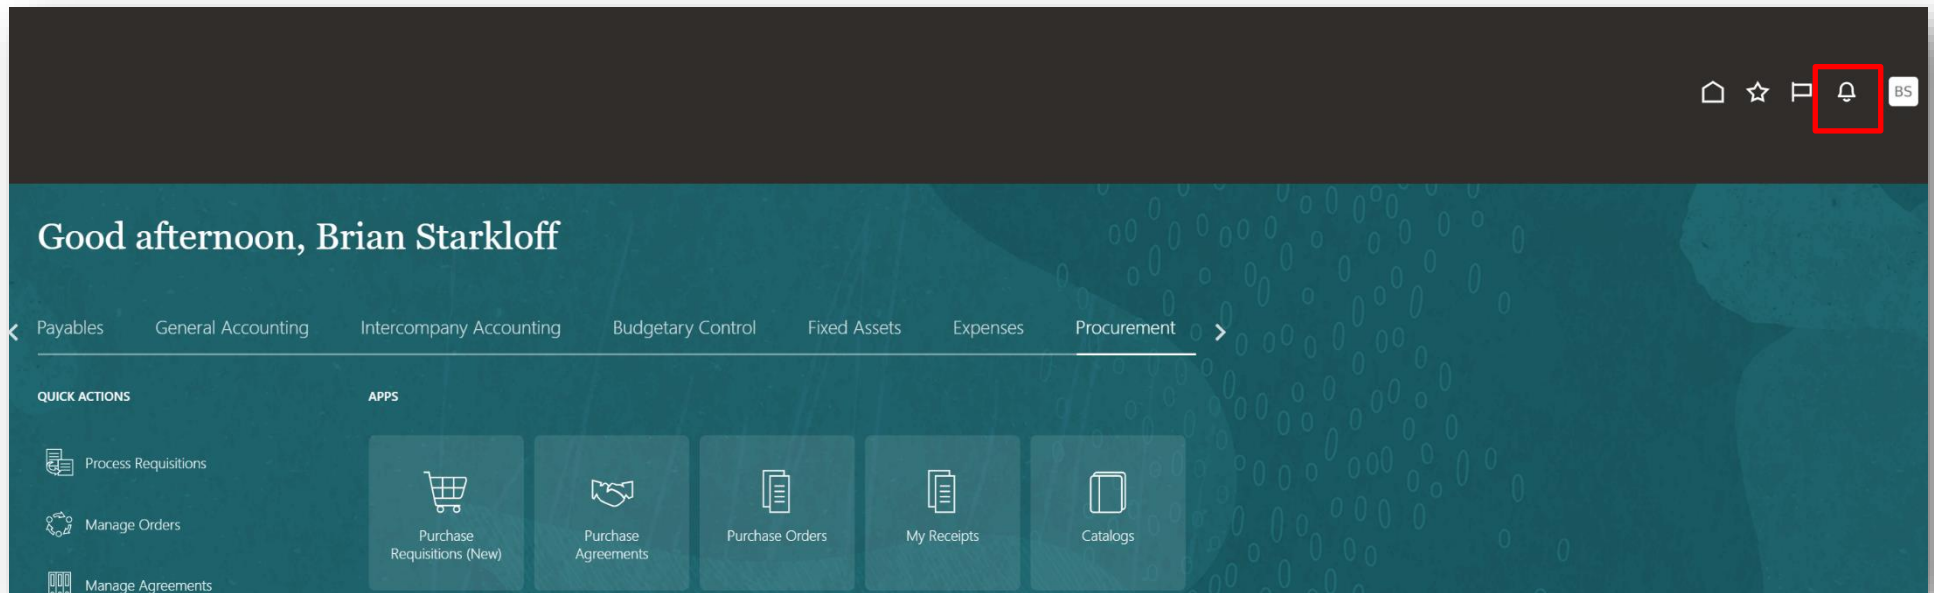 BS
Good afternoon, Brian Starkloff
Payables General Accounting Intercompany Accounting Budgetary Control Fixed Assets Expenses Procurement
QUICK ACTIONS
Process Requisitions
Manage Orders
Manage Agreements
APPS
Purchase
Requisitions (New)
Purchase
Agreements
Purchase Orders
My Receipts
Catalogs